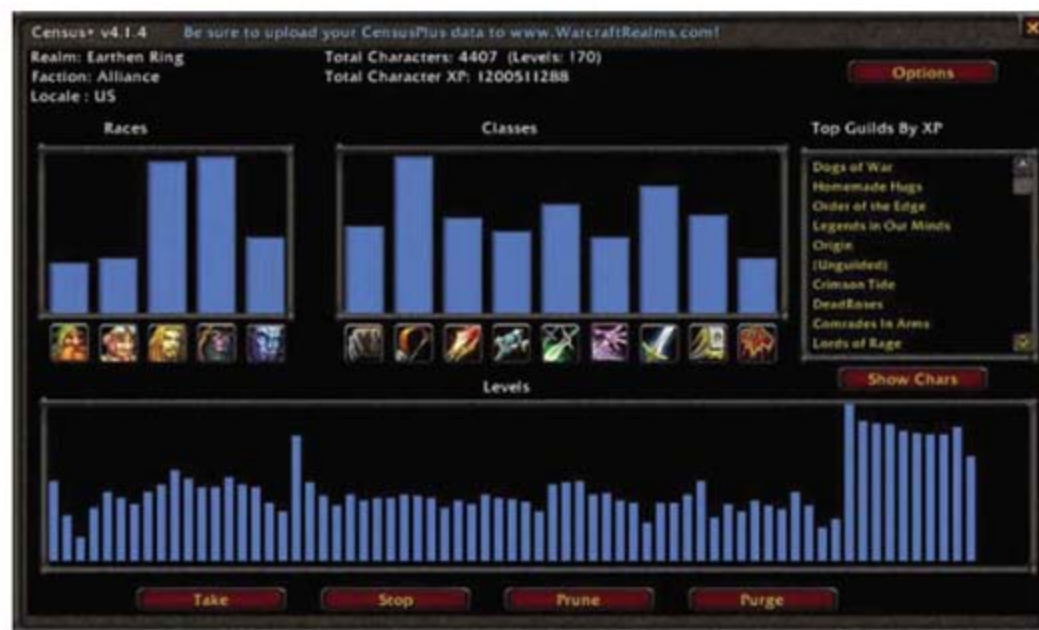 Census+ v4.1.4 Be sure to upload your CensusPlus data to www.WarcraftRealms.com!
Realm: Earthen Ring
Faction: Alliance
Locale : US
Total Characters: 4407 (Levels: 170)
Total Character XP: 1200511288
Options
Races
Classes
Top Guilds By XP
Dogs of War
Homemade Hugs
Order of the Edge
Legends in Our Minds
Origin
(Unguilded)
Crimson Tide
DeadRoses
Comrades In Arms
Lords of Rage
Show Chars
Levels
Take
Stop
Prune
Purge